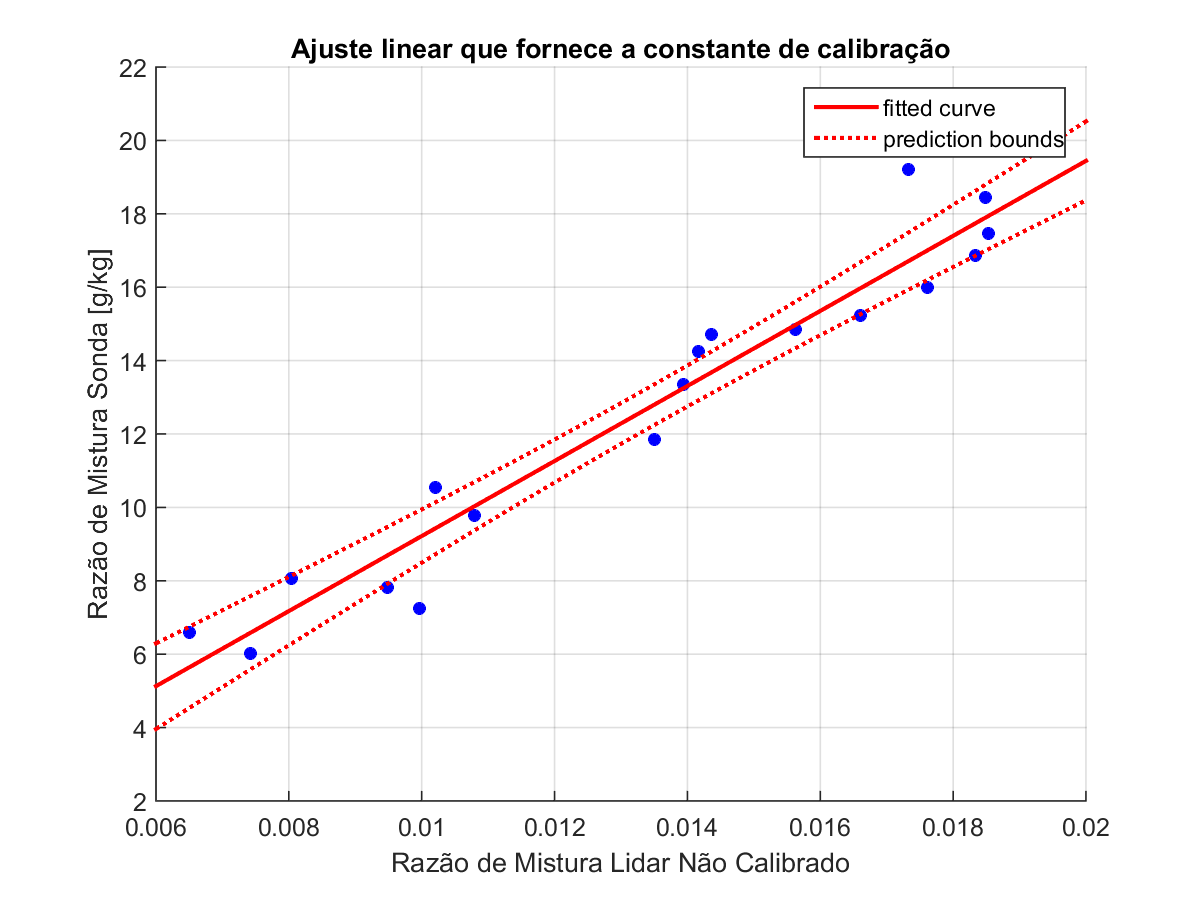 Ajuste linear que fornece a constante de calibração
fitted curve
prediction bounds
22
20
18
16
14
12
10
8
6
4
2
Razão de Mistura Sonda [g/kg]
0.006 0.008 0.01 0.012 0.014 0.016 0.018 0.02
Razão de Mistura Lidar Não Calibrado